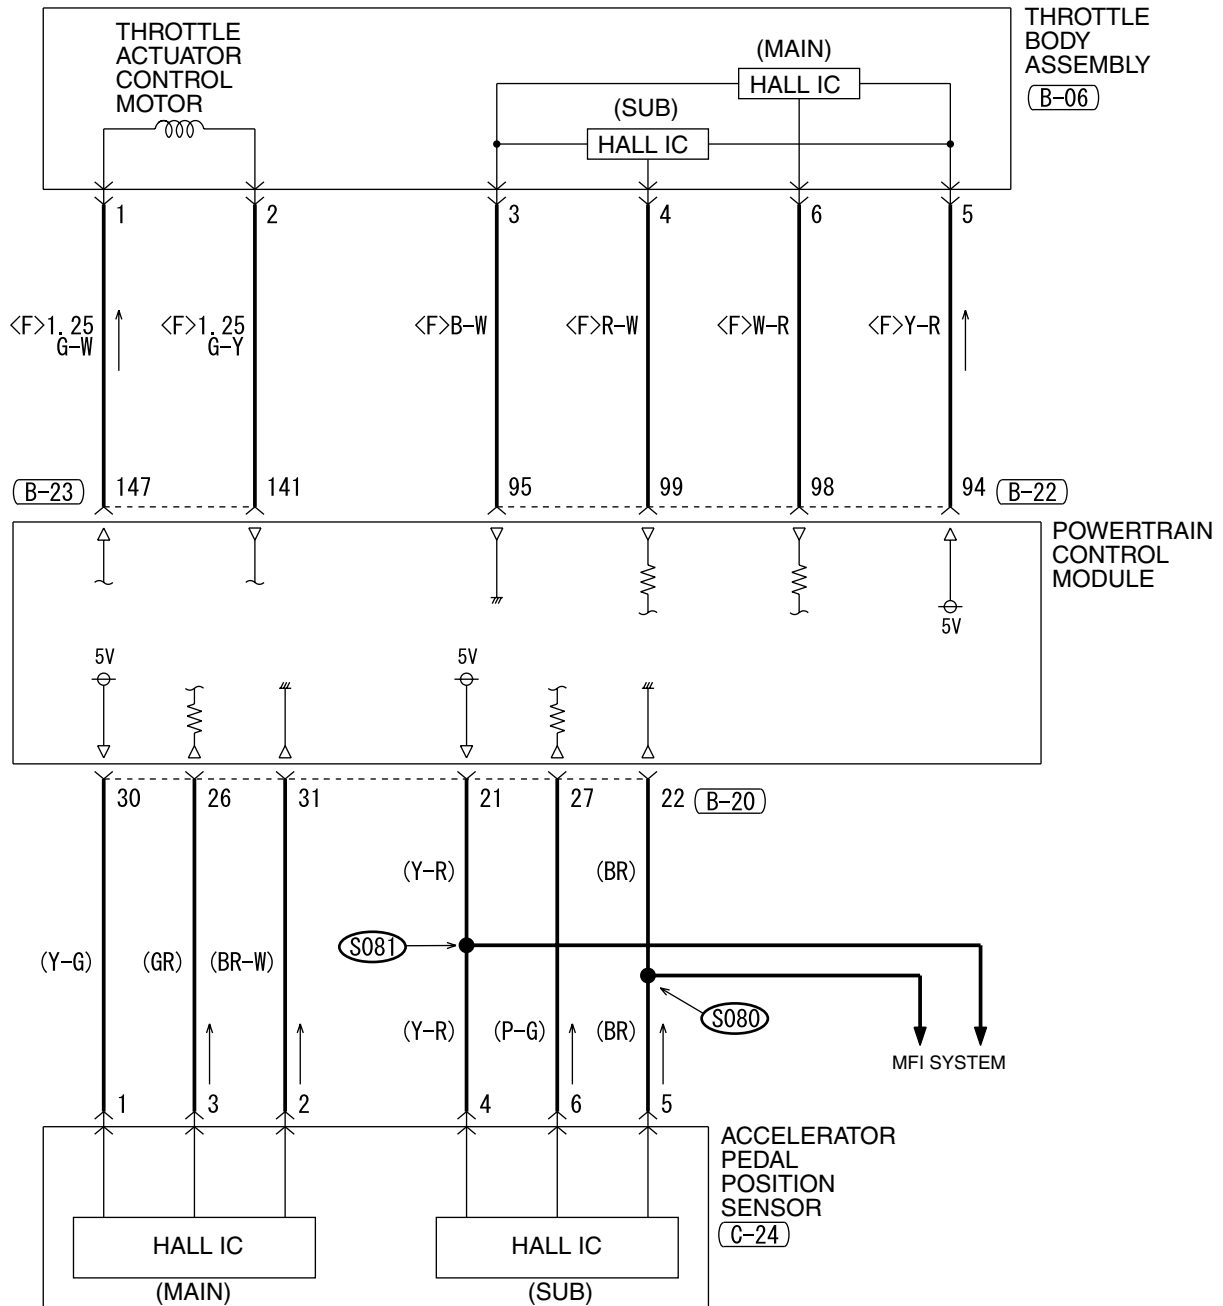 THROTTLE
ACTUATOR
CONTROL
MOTOR
(MAIN)
HALL IC
(SUB)
HALL IC
THROTTLE
BODY
ASSEMBLY
B-06
1
2
3
4
6
5
<F>1.25
G-W
<F>1.25
G-Y
<F>B-W
<F>R-W
<F>W-R
<F>Y-R
B-23
147
141
95
99
98
94
B-22
POWERTRAIN
CONTROL
MODULE
5V
5V
5V
30
26
31
21
27
22
B-20
(Y-R)
(BR)
S081
(Y-G)
(GR)
(BR-W)
S080
(Y-R)
(P-G)
(BR)
MFI SYSTEM
1
3
2
4
6
5
ACCELERATOR
PEDAL
POSITION
SENSOR
C-24
HALL IC
(MAIN)
HALL IC
(SUB)